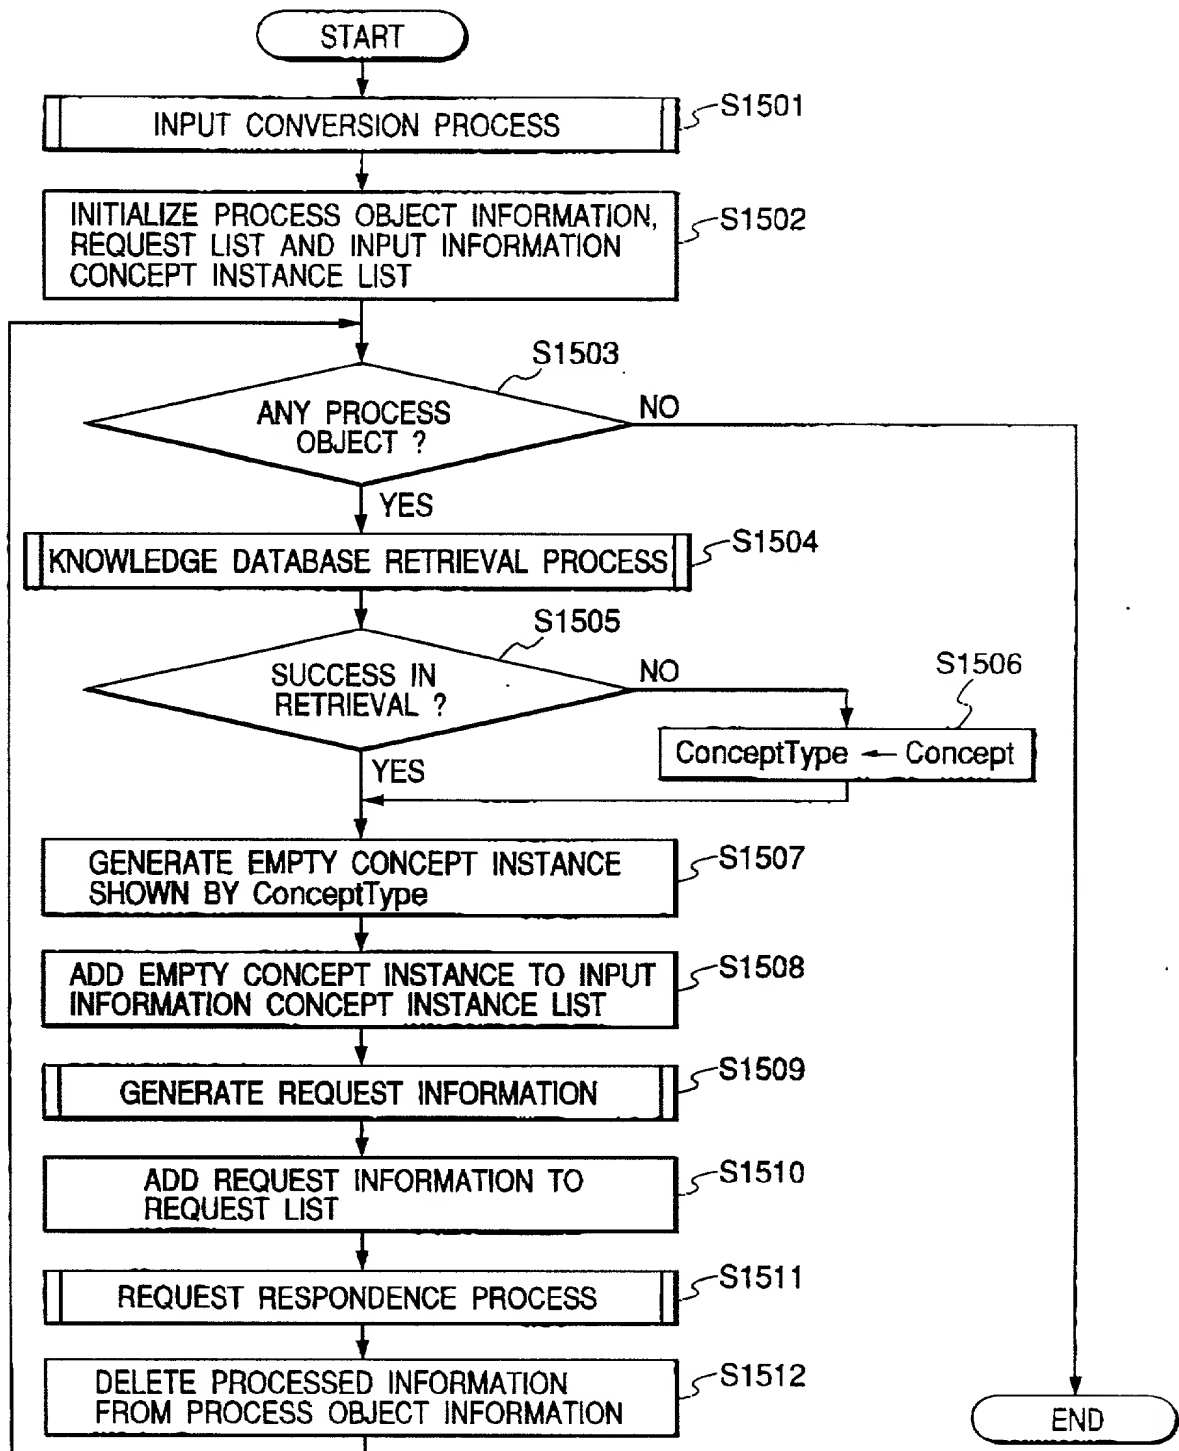 START
INPUT CONVERSION PROCESS
S1501
INITIALIZE PROCESS OBJECT INFORMATION,
REQUEST LIST AND INPUT INFORMATION
CONCEPT INSTANCE LIST
S1502
S1503
ANY PROCESS
OBJECT ?
NO
YES
KNOWLEDGE DATABASE RETRIEVAL PROCESS
S1504
S1505
SUCCESS IN
RETRIEVAL ?
NO
S1506
ConceptType ← Concept
YES
GENERATE EMPTY CONCEPT INSTANCE
SHOWN BY ConceptType
S1507
ADD EMPTY CONCEPT INSTANCE TO INPUT
INFORMATION CONCEPT INSTANCE LIST
S1508
GENERATE REQUEST INFORMATION
S1509
ADD REQUEST INFORMATION TO
REQUEST LIST
S1510
REQUEST RESPONDENCE PROCESS
S1511
DELETE PROCESSED INFORMATION
FROM PROCESS OBJECT INFORMATION
S1512
END